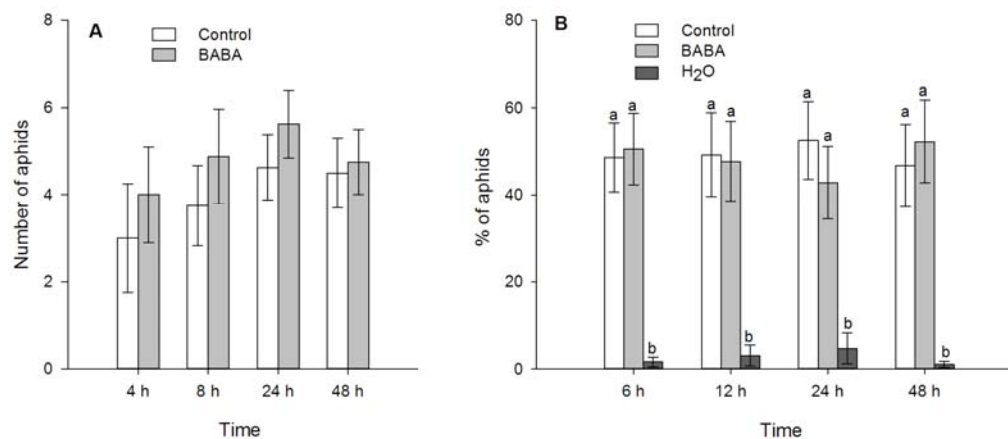 A
Control
BABA
Number of aphids
8
6
4
2
0
4 h 8 h 24 h 48 h
Time
B
Control
BABA
H2O
% of aphids
80
60
40
20
0
a a b
a a b
a a b
a a b
6 h 12 h 24 h 48 h
Time